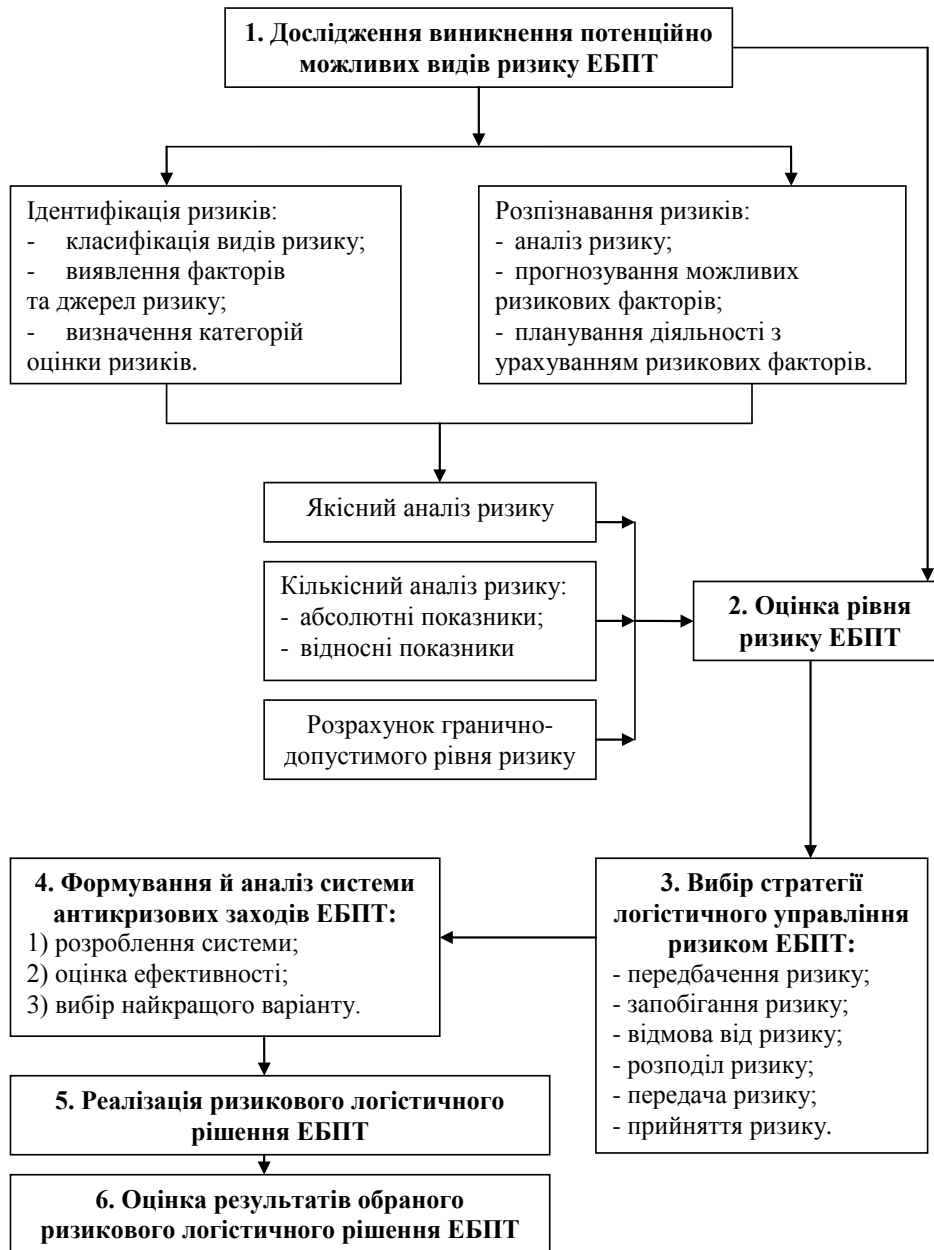 1. Дослідження виникнення потенційно
можливих видів ризику ЕБПТ
Ідентифікація ризиків:
- класифікація видів ризику;
- виявлення факторів
та джерел ризику;
- визначення категорій
оцінки ризиків.
Розпізнавання ризиків:
- аналіз ризику;
- прогнозування можливих
ризикових факторів;
- планування діяльності з
урахуванням ризикових факторів.
Якісний аналіз ризику
Кількісний аналіз ризику:
- абсолютні показники;
- відносні показники
Розрахунок гранично-
допустимого рівня ризику
2. Оцінка рівня
ризику ЕБПТ
3. Вибір стратегії
логістичного управління
ризиком ЕБПТ:
- передбачення ризику;
- запобігання ризику;
- відмова від ризику;
- розподіл ризику;
- передача ризику;
- прийняття ризику.
4. Формування й аналіз системи
антикризових заходів ЕБПТ:
1) розроблення системи;
2) оцінка ефективності;
3) вибір найкращого варіанту.
5. Реалізація ризикового логістичного
рішення ЕБПТ
6. Оцінка результатів обраного
ризикового логістичного рішення ЕБПТ